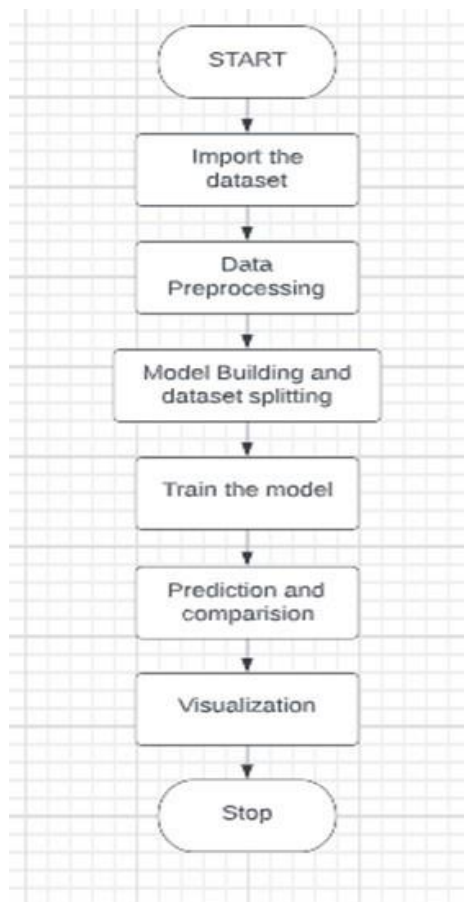 START
Import the
dataset
Data
Preprocessing
Model Building and
dataset splitting
Train the model
Prediction and
comparision
Visualization
Stop